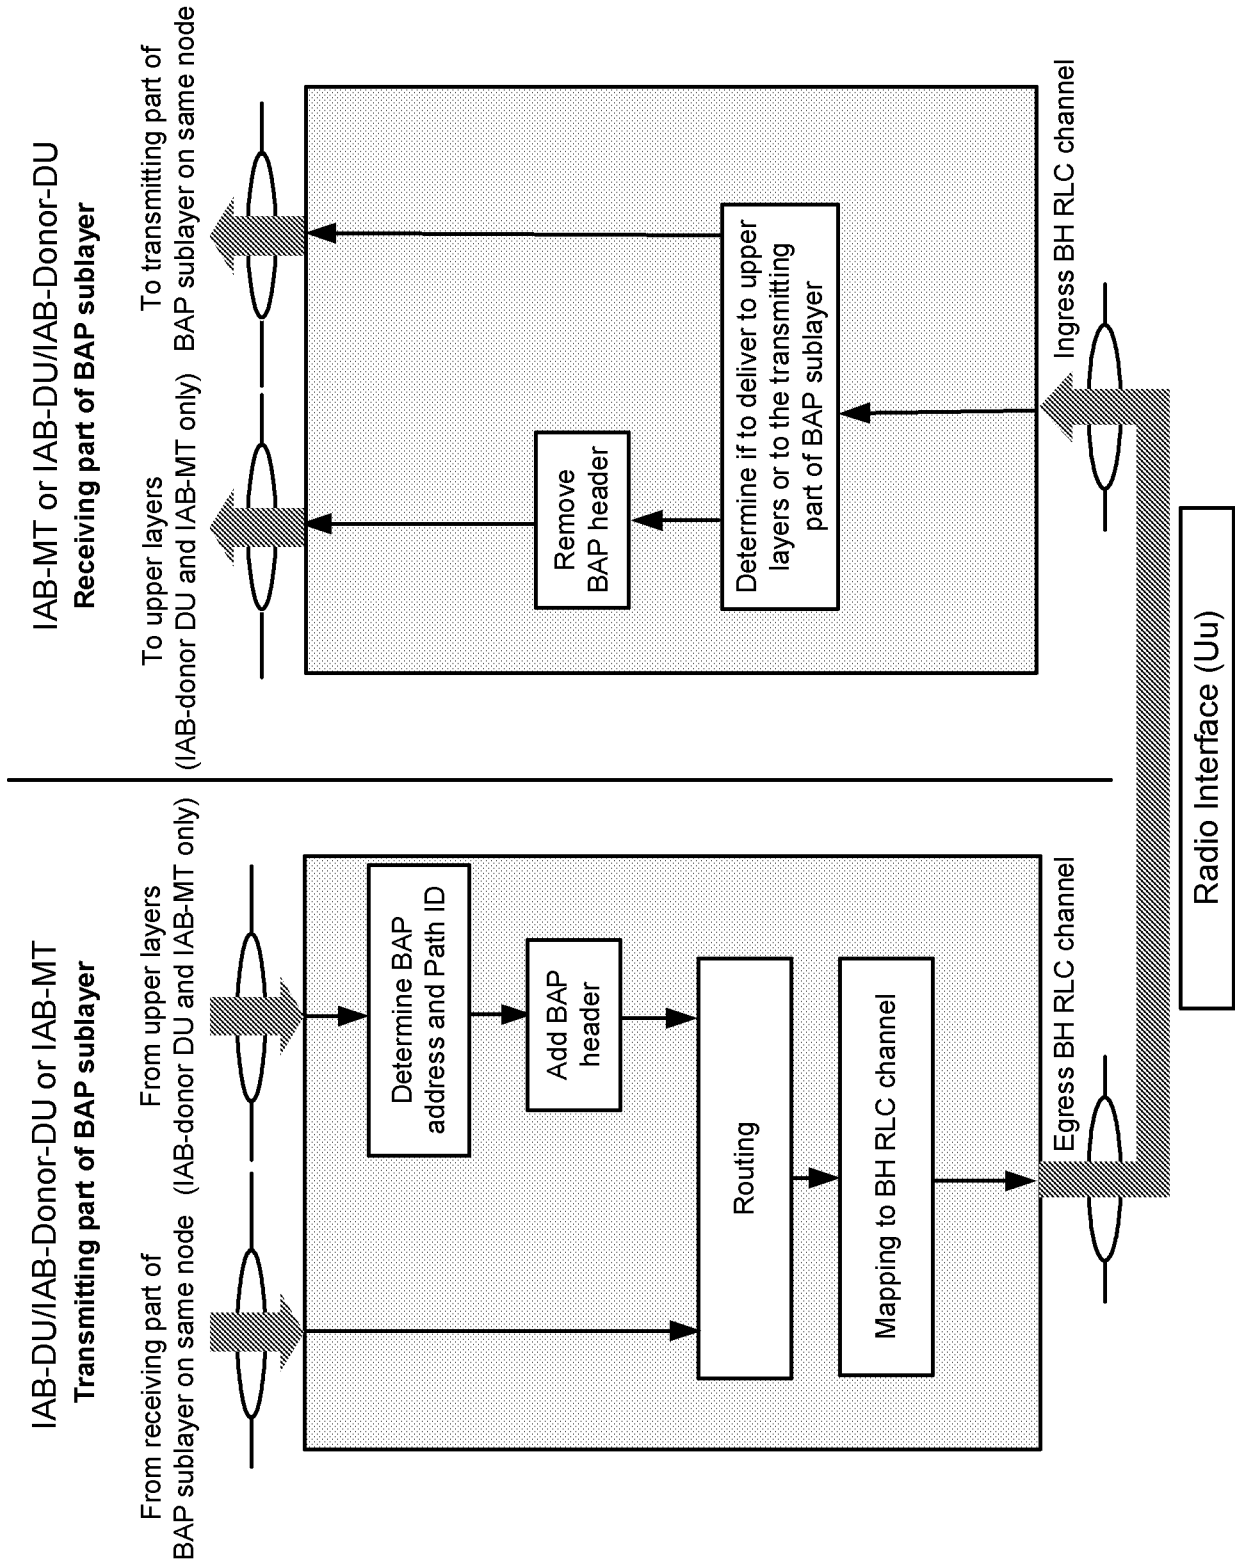 IAB-DU/IAB-Donor-DU or IAB-MT
Transmitting part of BAP sublayer
From receiving part of
BAP sublayer on same node
From upper layers
(IAB-donor DU and IAB-MT only)
Determine BAP
address and Path ID
Add BAP
header
Routing
Mapping to BH RLC channel
Egress BH RLC channel
IAB-MT or IAB-DU/IAB-Donor-DU
Receiving part of BAP sublayer
To upper layers
(IAB-donor DU and IAB-MT only)
To transmitting part of
BAP sublayer on same node
Remove
BAP header
Determine if to deliver to upper
layers or to the transmitting
part of BAP sublayer
Ingress BH RLC channel
Radio Interface (Uu)